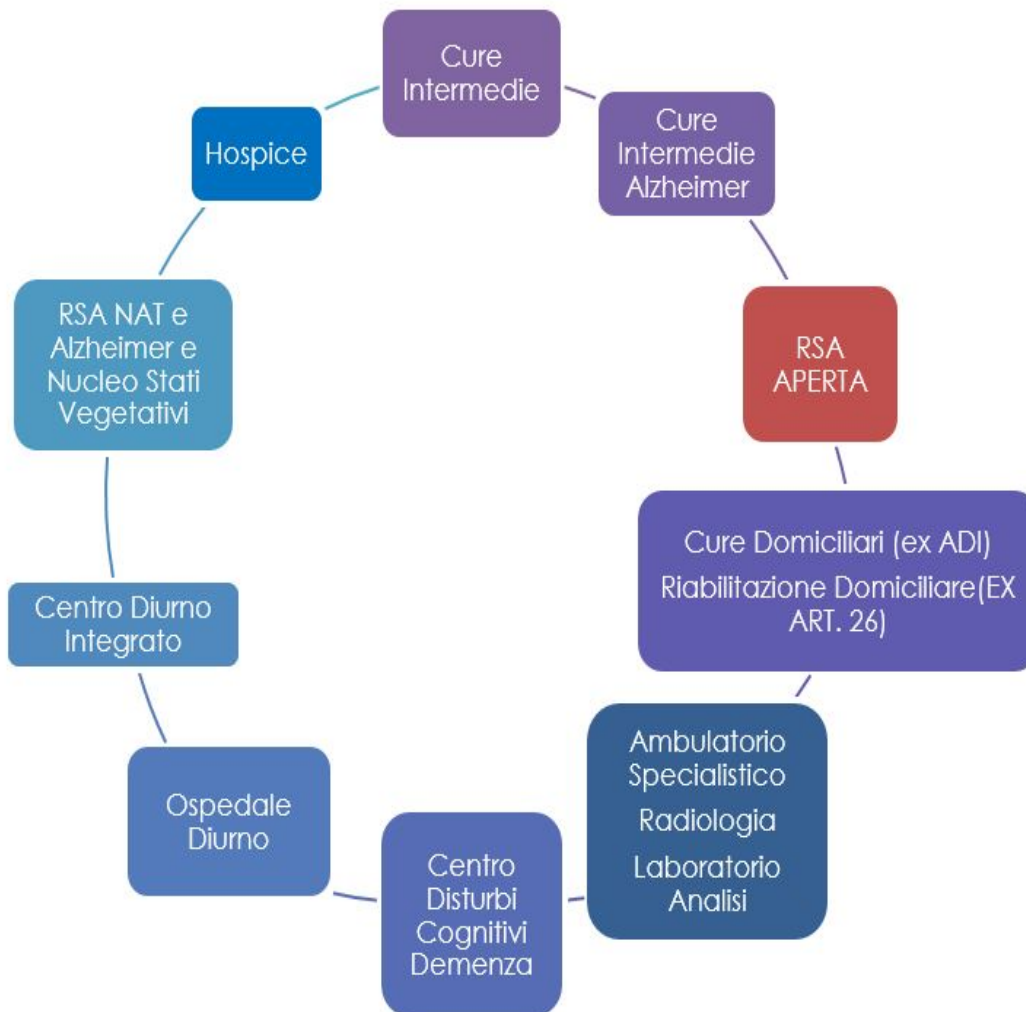 Cure
Intermedie
Cure
Intermedie
Alzheimer
RSA
APERTA
Cure Domiciliari (ex ADI)
Riabilitazione Domiciliare(EX
ART. 26)
Ambulatorio
Specialistico
Radiologia
Laboratorio
Analisi
Centro
Disturbi
Cognitivi
Demenza
Ospedale
Diurno
Centro Diurno
Integrato
RSA NAT e
Alzheimer e
Nucleo Stati
Vegetativi
Hospice